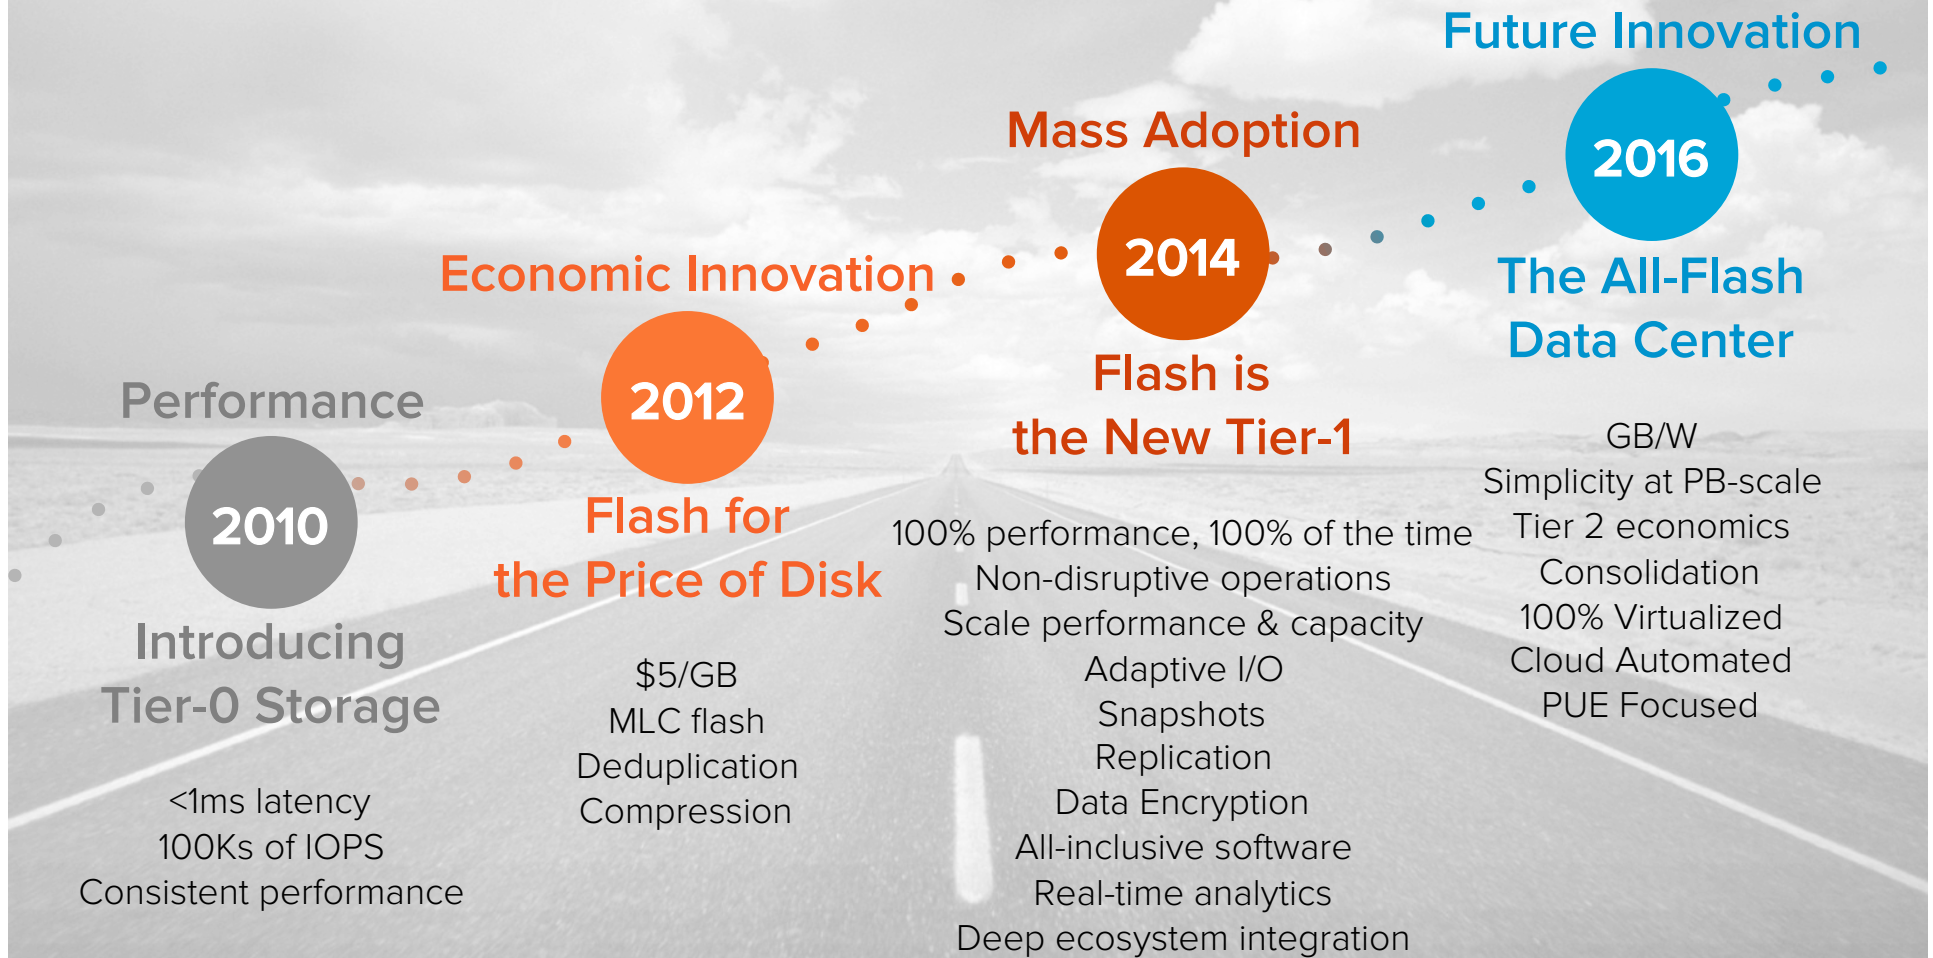 Performance
2010
Introducing
Tier-0 Storage
<1ms latency
100Ks of IOPS
Consistent performance
Economic Innovation
2012
Flash for
the Price of Disk
$5/GB
MLC flash
Deduplication
Compression
Mass Adoption
2014
Flash is
the New Tier-1
100% performance, 100% of the time
Non-disruptive operations
Scale performance & capacity
Adaptive I/O
Snapshots
Replication
Data Encryption
All-inclusive software
Real-time analytics
Deep ecosystem integration
Future Innovation
2016
The All-Flash
Data Center
GB/W
Simplicity at PB-scale
Tier 2 economics
Consolidation
100% Virtualized
Cloud Automated
PUE Focused